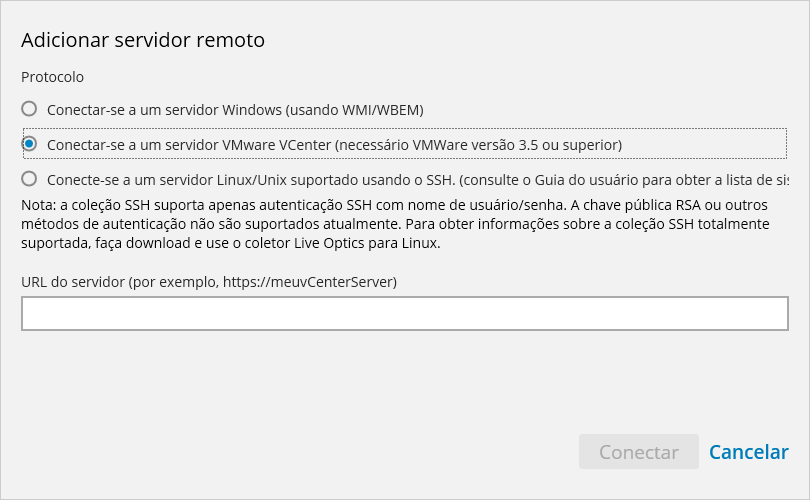 Adicionar servidor remoto
Protocolo
Conectar-se a um servidor Windows (usando WMI/WBEM)
Conectar-se a um servidor VMware VCenter (necessário VMWare versão 3.5 ou superior)
Conecte-se a um servidor Linux/Unix suportado usando o SSH. (consulte o Guia do usuário para obter a lista de sis
Nota: a coleção SSH suporta apenas autenticação SSH com nome de usuário/senha. A chave pública RSA ou outros
métodos de autenticação não são suportados atualmente. Para obter informações sobre a coleção SSH totalmente
suportada, faça download e use o coletor Live Optics para Linux.
URL do servidor (por exemplo, https://meuvCenterServer)
Conectar
Cancelar